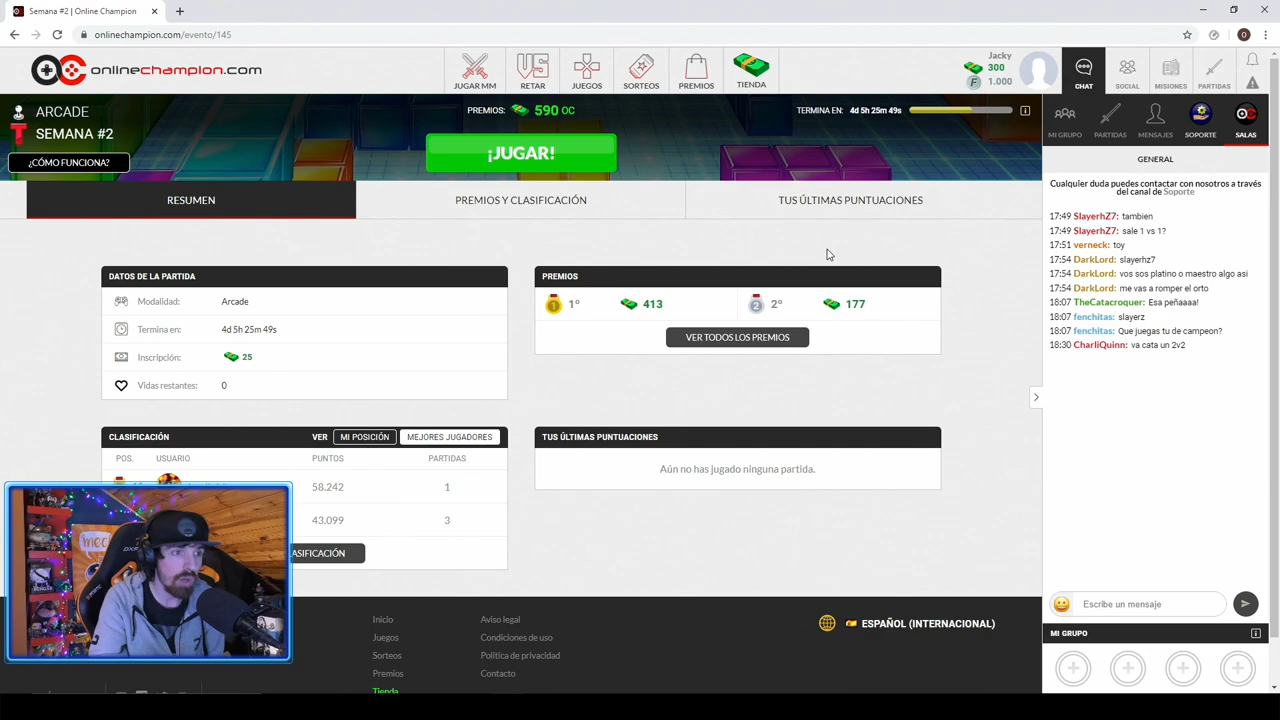 Semana #2 | Online Champion
onlinechampion.com/evento/145
onlinechampion.com
JUGAR MM
RETAR
JUEGOS
SORTEOS
PREMIOS
TIENDA
Jacky
300
F 1.000
CHAT
SOCIAL
MISIONES
PARTIDAS
ARCADE
SEMANA #2
¿CÓMO FUNCIONA?
PREMIOS: 590 OC
¡JUGAR!
TERMINA EN: 4d 5h 25m 49s
MI GRUPO
PARTIDAS
MENSAJES
SOPORTE
SALAS
RESUMEN
PREMIOS Y CLASIFICACIÓN
TUS ÚLTIMAS PUNTUACIONES
DATOS DE LA PARTIDA
Modalidad: Arcade
Termina en: 4d 5h 25m 49s
Inscripción: 25
Vidas restantes: 0
PREMIOS
1 1º 413
2 2º 177
VER TODOS LOS PREMIOS
CLASIFICACIÓN VER MI POSICIÓN MEJORES JUGADORES
POS. USUARIO PUNTOS PARTIDAS
58.242 1
43.099 3
ASIFICACIÓN
TUS ÚLTIMAS PUNTUACIONES
Aún no has jugado ninguna partida.
GENERAL
Cualquier duda puedes contactar con nosotros a través
del canal de Soporte
17:49 SlayerhZ7: tambien
17:49 SlayerhZ7: sale 1 vs 1?
17:51 verneck: toy
17:54 DarkLord: slayerhz7
17:54 DarkLord: vos sos platino o maestro algo asi
17:54 DarkLord: me vas a romper el orto
18:07 TheCatacroquer: Esa peñaaaa!
18:07 fenchitas: slayerz
18:07 fenchitas: Que juegas tu de campeon?
18:30 CharliQuinn: va cata un 2v2
Escribe un mensaje
MI GRUPO
Inicio
Juegos
Sorteos
Premios
Tienda
Aviso legal
Condiciones de uso
Política de privacidad
Contacto
ESPAÑOL (INTERNACIONAL)